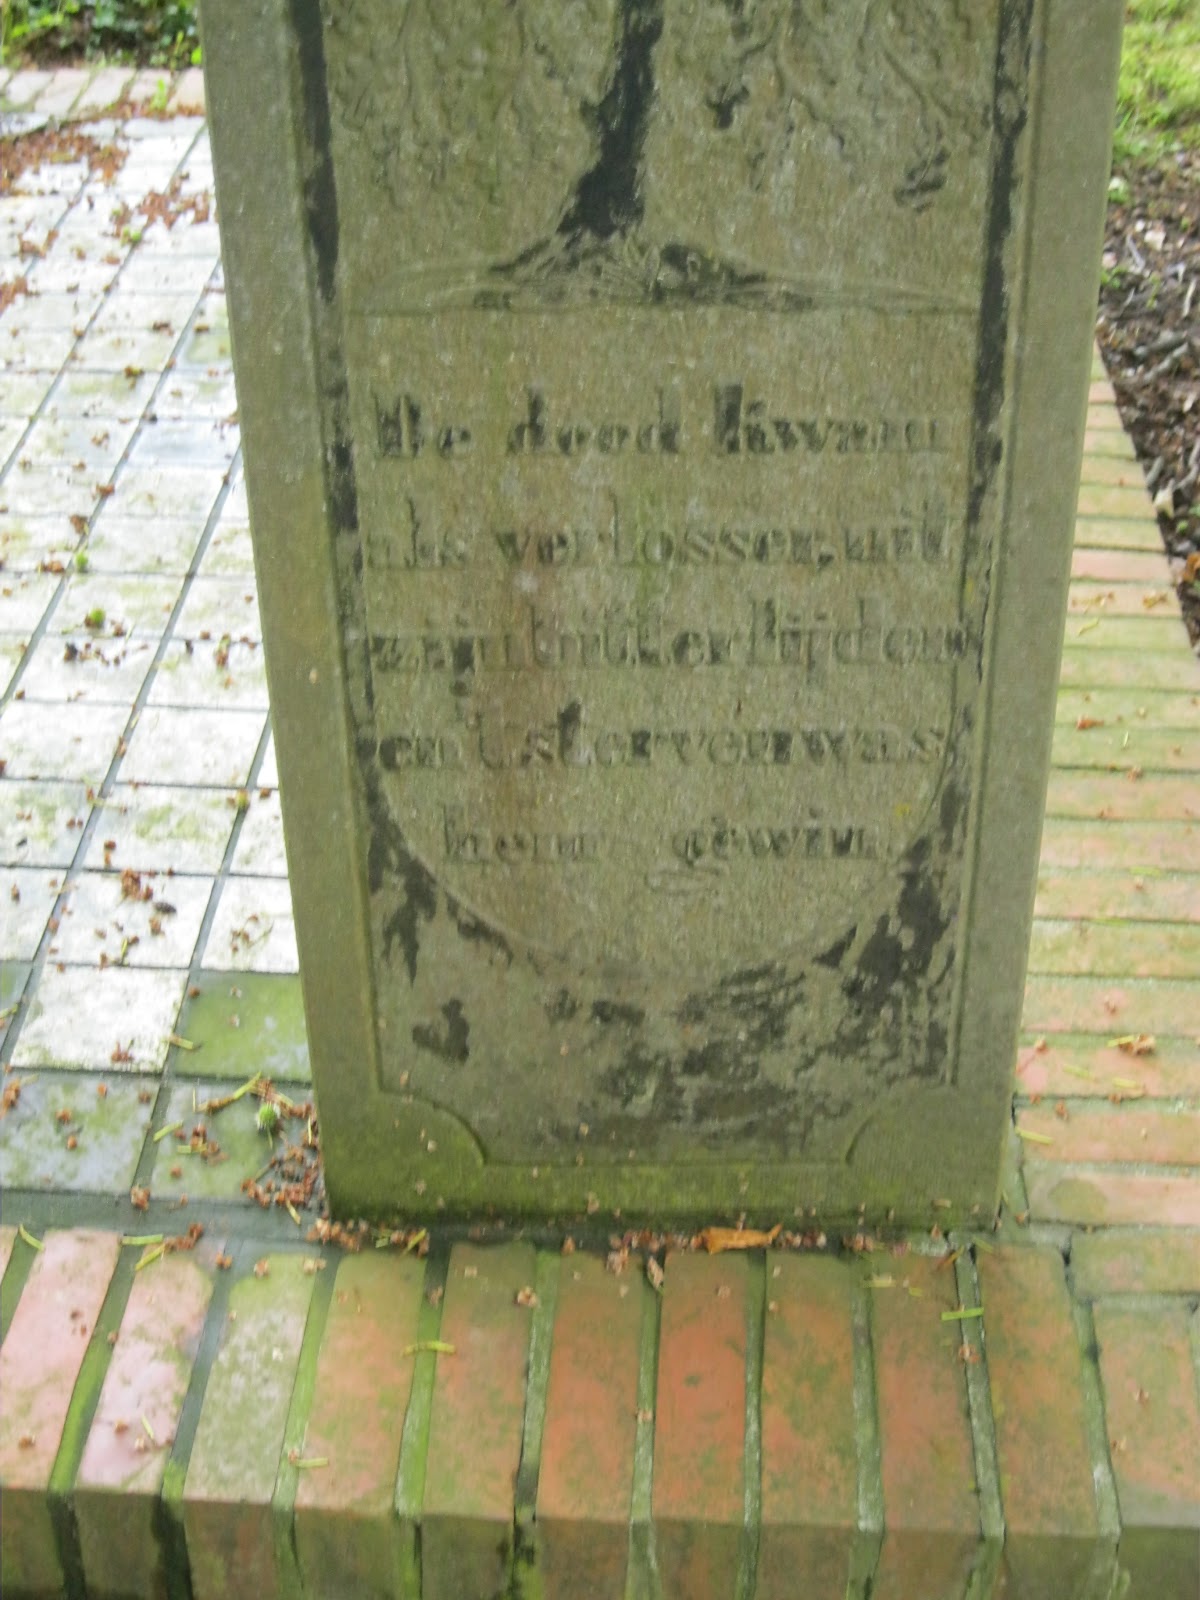 De dood kwam
als verlosser, uit
zijn bitter lijden
en 't sterven was
hem gewin.